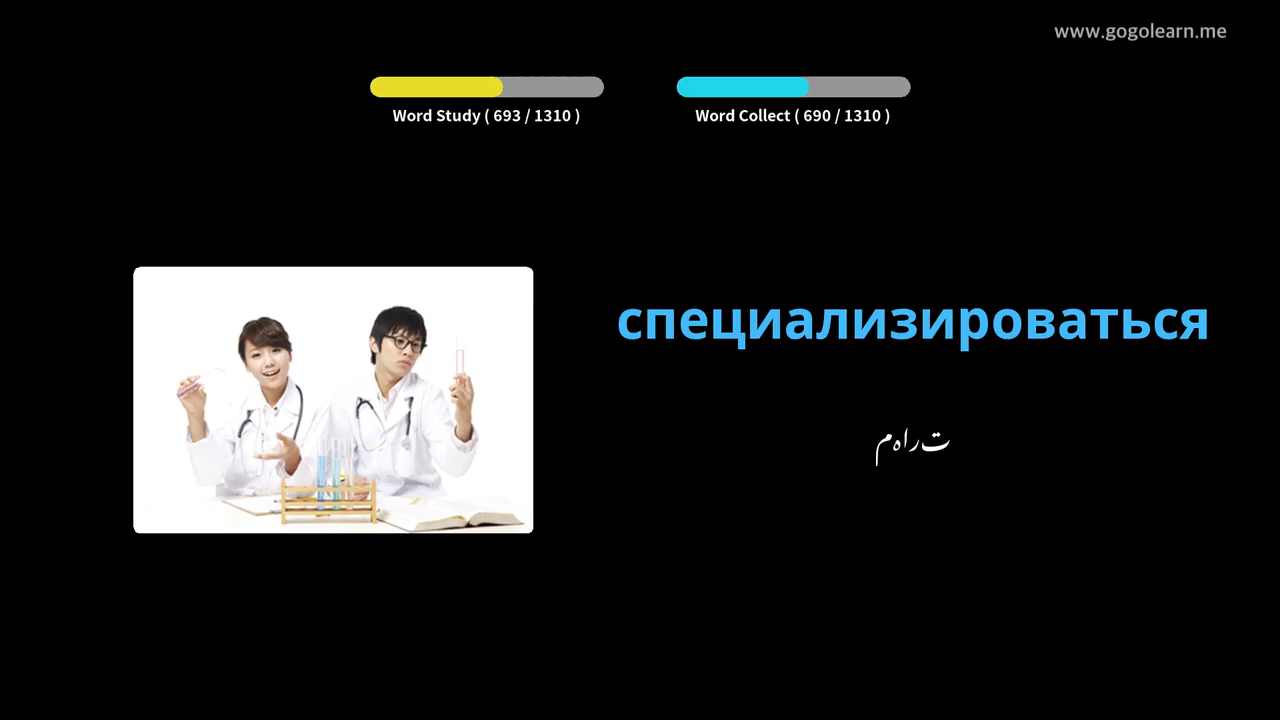 www.gogolearn.me
Word Study ( 693 / 1310 )
Word Collect ( 690 / 1310 )
специализироваться
مہارت